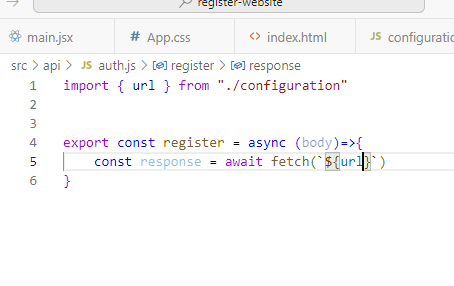 register-website
main.jsx
# App.css
<> index.html
JS configuration
src > api > JS auth.js > register > response
1 import { url } from "./configuration"
2
3
4 export const register = async (body)=>{
5 const response = await fetch(`${url}`)
6 }